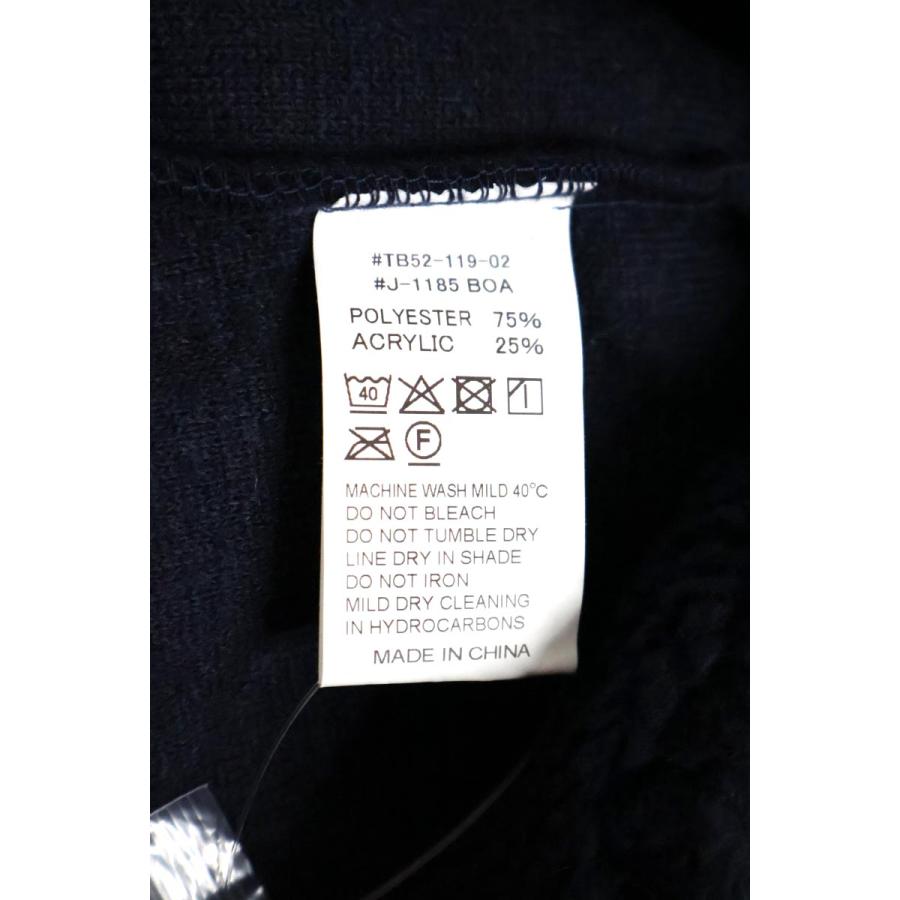 #TB52-119-02
#J-1185 BOA
POLYESTER 75%
ACRYLIC 25%
40
F
MACHINE WASH MILD 40°C
DO NOT BLEACH
DO NOT TUMBLE DRY
LINE DRY IN SHADE
DO NOT IRON
MILD DRY CLEANING
IN HYDROCARBONS
MADE IN CHINA